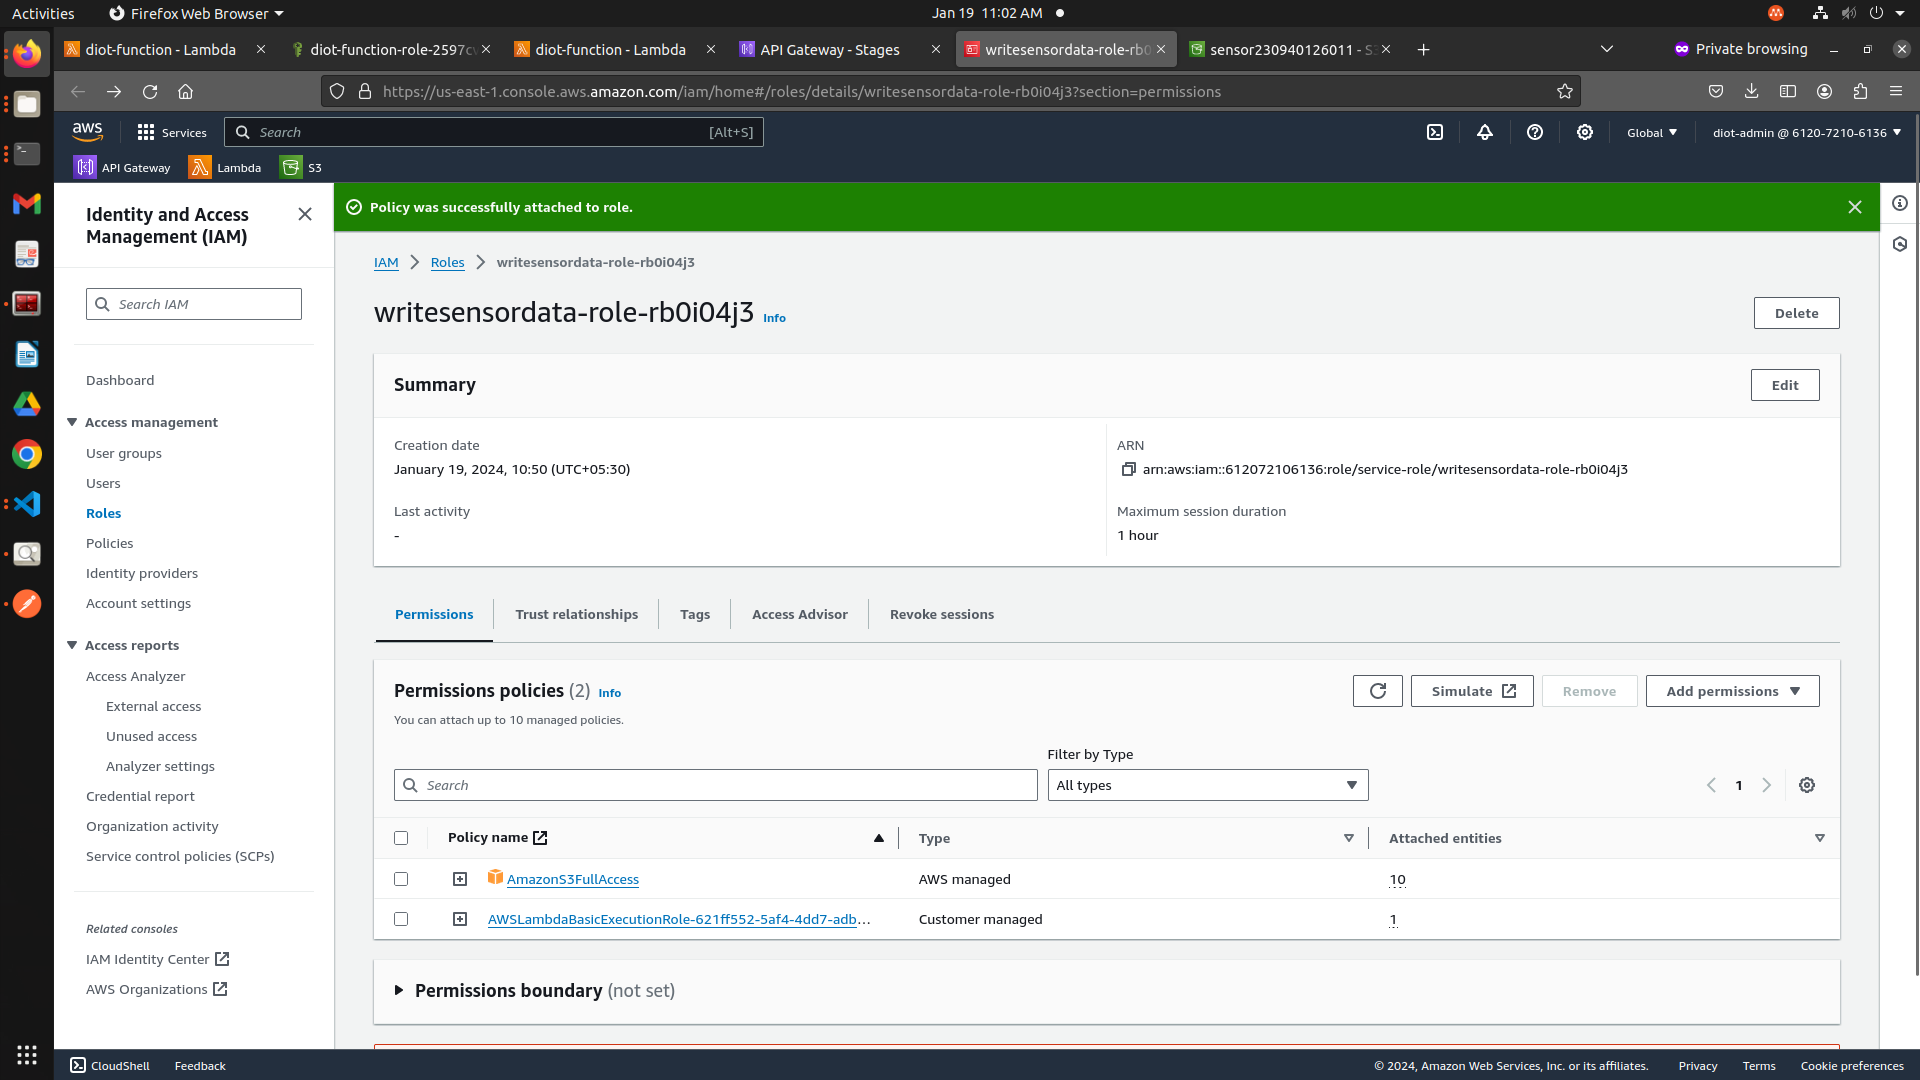 Activities
Firefox Web Browser
Jan 19 11:02 AM
diot-function - Lambda
diot-function-role-2597c
diot-function - Lambda
API Gateway - Stages
writesensordata-role-rb0
sensor230940126011 - S3
Private browsing
https://us-east-1.console.aws.amazon.com/iam/home#/roles/details/writesensordata-role-rb0i04j3?section=permissions
aws
Services
Search
[Alt+S]
Global
diot-admin @ 6120-7210-6136
API Gateway
Lambda
S3
Identity and Access
Management (IAM)
Search IAM
Dashboard
Access management
User groups
Users
Roles
Policies
Identity providers
Account settings
Access reports
Access Analyzer
External access
Unused access
Analyzer settings
Credential report
Organization activity
Service control policies (SCPs)
Related consoles
IAM Identity Center
AWS Organizations
Policy was successfully attached to role.
IAM
Roles
writesensordata-role-rb0i04j3
writesensordata-role-rb0i04j3 Info
Delete
Summary
Edit
Creation date
January 19, 2024, 10:50 (UTC+05:30)
ARN
arn:aws:iam::612072106136:role/service-role/writesensordata-role-rb0i04j3
Last activity
-
Maximum session duration
1 hour
Permissions
Trust relationships
Tags
Access Advisor
Revoke sessions
Permissions policies (2) Info
You can attach up to 10 managed policies.
Simulate
Remove
Add permissions
Filter by Type
Search
All types
1
Policy name
Type
Attached entities
AmazonS3FullAccess
AWS managed
10
AWSLambdaBasicExecutionRole-621ff552-5af4-4dd7-adb...
Customer managed
1
Permissions boundary (not set)
CloudShell
Feedback
© 2024, Amazon Web Services, Inc. or its affiliates.
Privacy
Terms
Cookie preferences